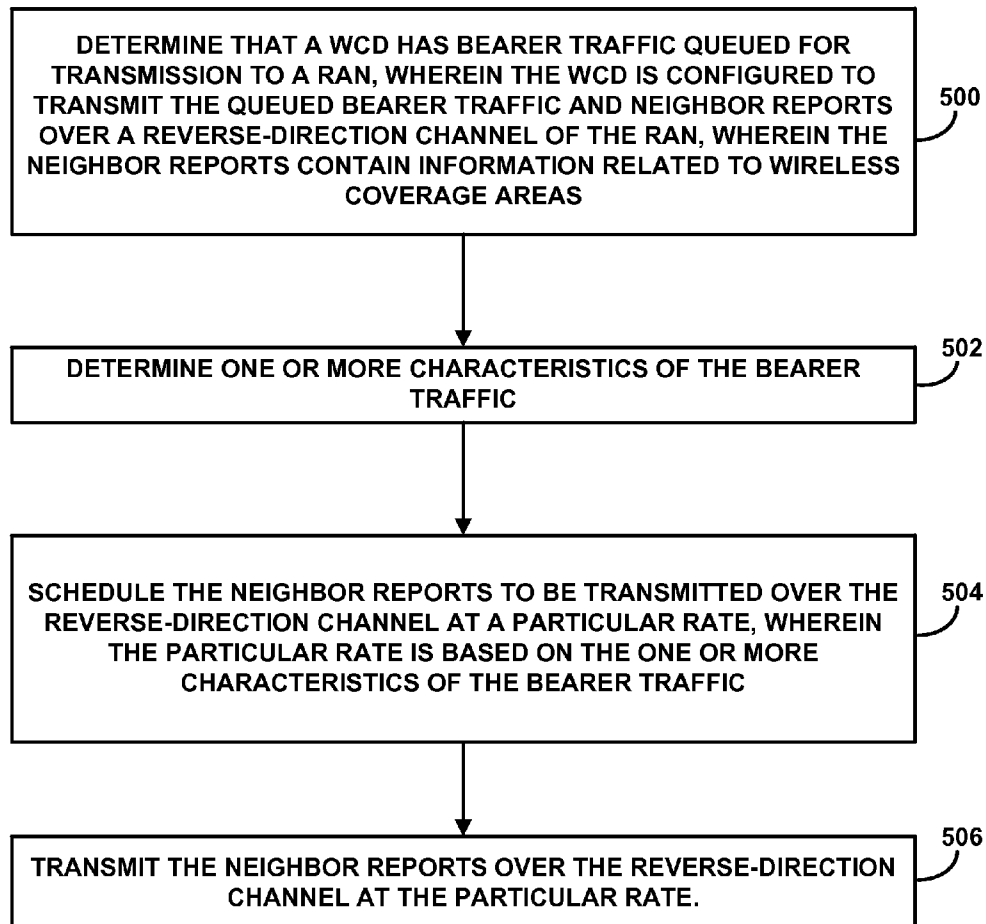 DETERMINE THAT A WCD HAS BEARER TRAFFIC QUEUED FOR
TRANSMISSION TO A RAN, WHEREIN THE WCD IS CONFIGURED TO
TRANSMIT THE QUEUED BEARER TRAFFIC AND NEIGHBOR REPORTS
OVER A REVERSE-DIRECTION CHANNEL OF THE RAN, WHEREIN THE
NEIGHBOR REPORTS CONTAIN INFORMATION RELATED TO WIRELESS
COVERAGE AREAS
500
DETERMINE ONE OR MORE CHARACTERISTICS OF THE BEARER
TRAFFIC
502
SCHEDULE THE NEIGHBOR REPORTS TO BE TRANSMITTED OVER THE
REVERSE-DIRECTION CHANNEL AT A PARTICULAR RATE, WHEREIN
THE PARTICULAR RATE IS BASED ON THE ONE OR MORE
CHARACTERISTICS OF THE BEARER TRAFFIC
504
TRANSMIT THE NEIGHBOR REPORTS OVER THE REVERSE-DIRECTION
CHANNEL AT THE PARTICULAR RATE.
506